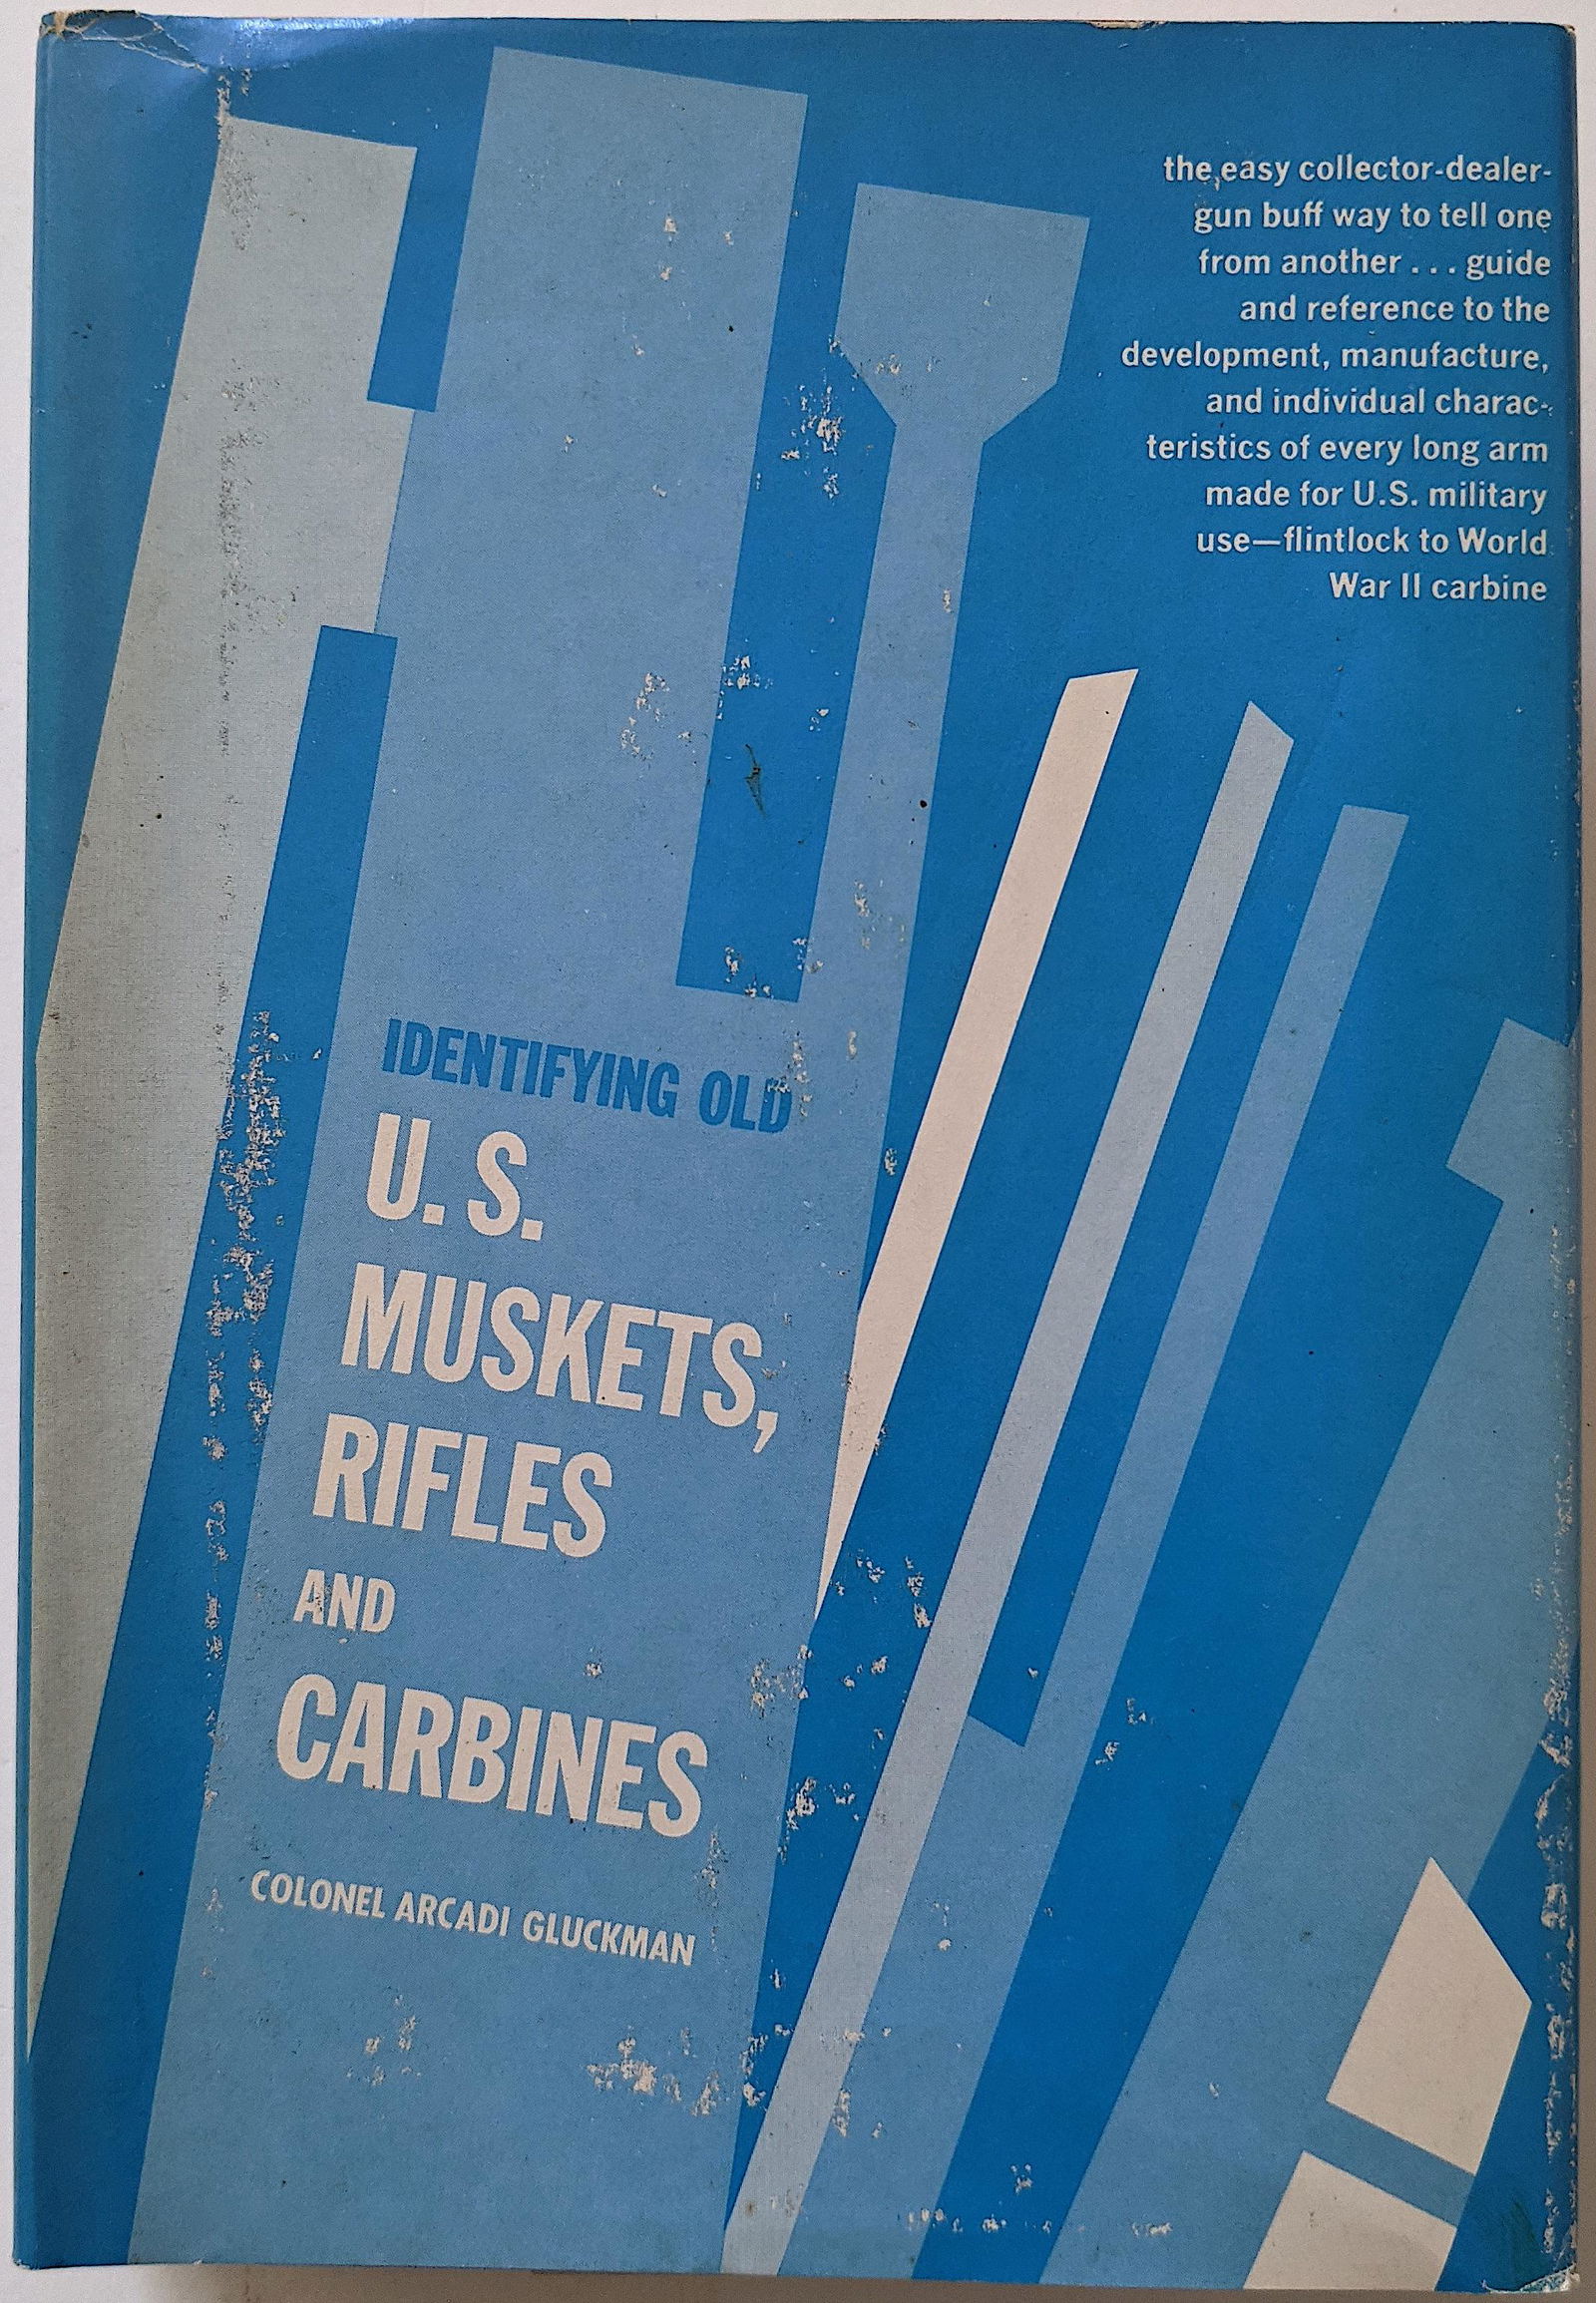 the easy collector-dealer-
gun buff way to tell one
from another . . . guide
and reference to the
development, manufacture,
and individual charac-
teristics of every long arm
made for U.S. military
use—flintlock to World
War II carbine
IDENTIFYING OLD
U.S.
MUSKETS,
RIFLES
AND
CARBINES
COLONEL ARCADI GLUCKMAN